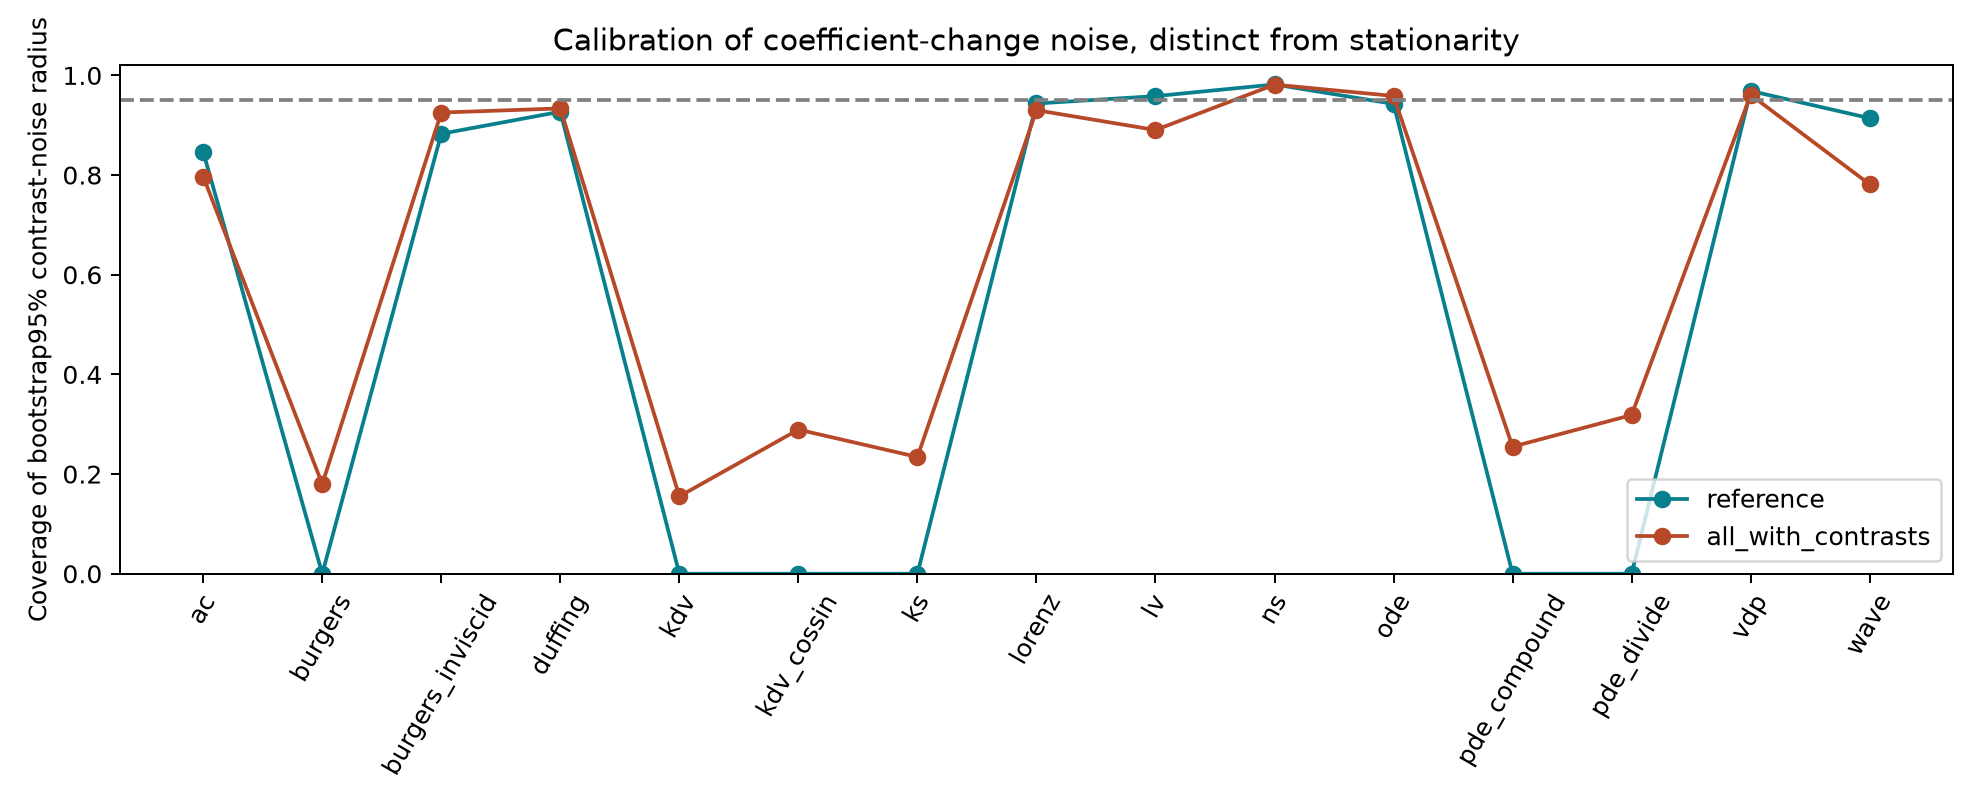 Calibration of coefficient-change noise, distinct from stationarity
Coverage of bootstrap95% contrast-noise radius
1.0
0.8
0.6
0.4
0.2
0.0
reference
all_with_contrasts
ac
burgers
burgers_inviscid
duffing
kdv
kdv_cossin
ks
lorenz
lv
ns
ode
pde_compound
pde_divide
vdp
wave